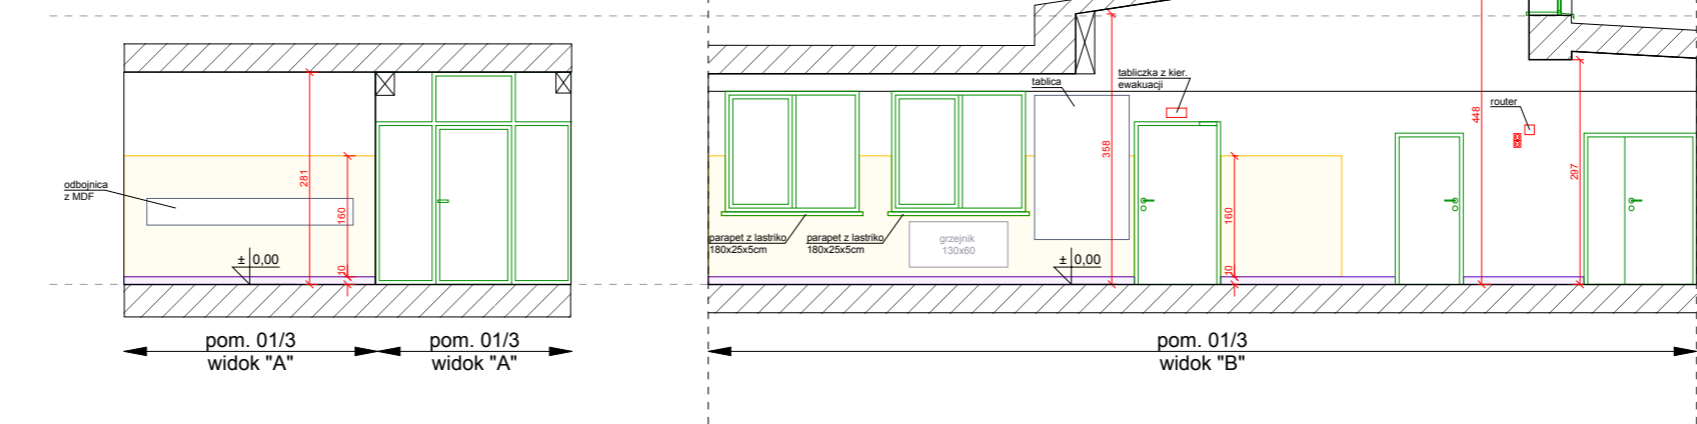 odbojnica
z MDF
281
160
10
± 0,00
pom. 01/3
widok "A"
pom. 01/3
widok "A"
tablica
tabliczka z kier.
ewakuacji
router
358
448
297
160
10
parapet z lastriko
180x25x5cm
parapet z lastriko
180x25x5cm
grzejnik
130x60
± 0,00
pom. 01/3
widok "B"